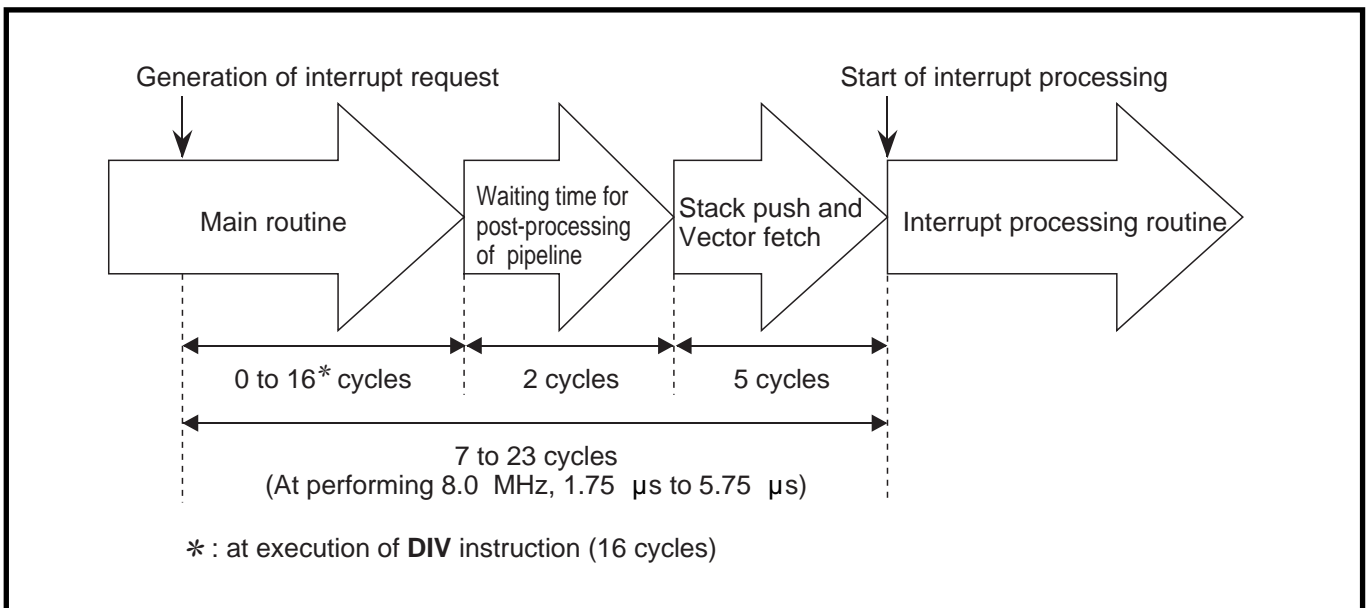 Generation of interrupt request
Start of interrupt processing
Main routine
Waiting time for
post-processing
of pipeline
Stack push and
Vector fetch
Interrupt processing routine
0 to 16* cycles
2 cycles
5 cycles
7 to 23 cycles
(At performing 8.0 MHz, 1.75 μs to 5.75 μs)
* : at execution of DIV instruction (16 cycles)